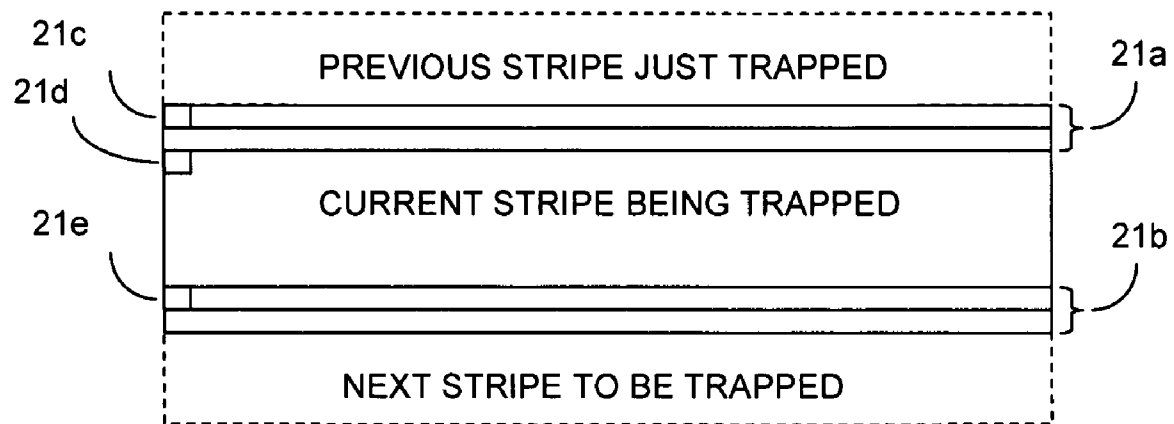 21c
PREVIOUS STRIPE JUST TRAPPED
21a
21d
CURRENT STRIPE BEING TRAPPED
21e
21b
NEXT STRIPE TO BE TRAPPED